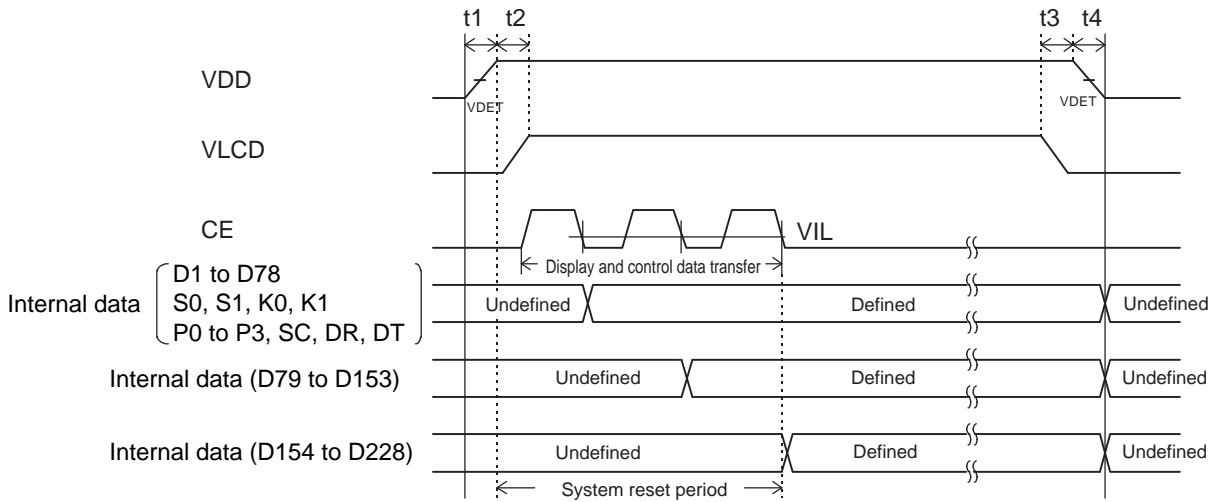 t1 t2 t3 t4
VDD
VDET VDET
VLCD
CE VIL
Display and control data transfer
Internal data D1 to D78
S0, S1, K0, K1
P0 to P3, SC, DR, DT
Undefined Defined Undefined
Internal data (D79 to D153) Undefined Defined Undefined
Internal data (D154 to D228) Undefined Defined Undefined
System reset period